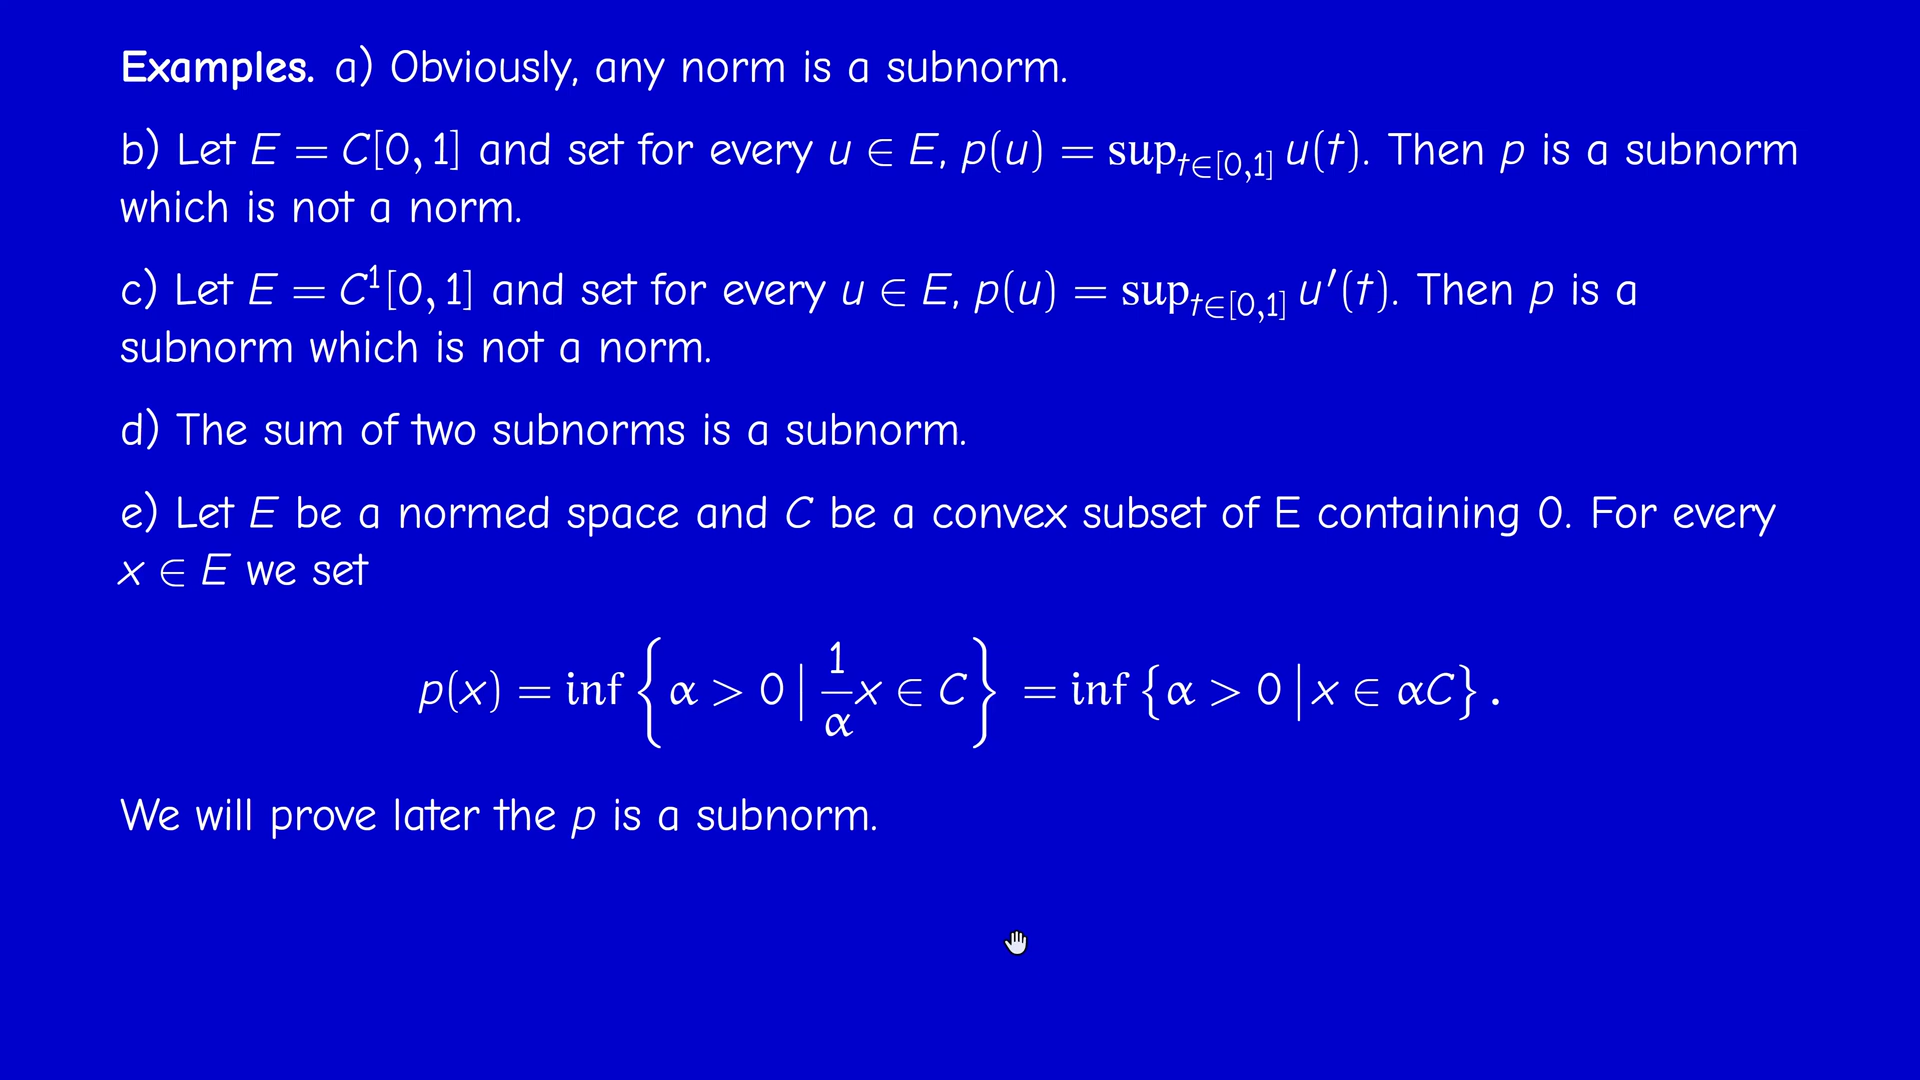 Examples. a) Obviously, any norm is a subnorm.
b) Let E = C[0, 1] and set for every u ∈ E, p(u) = sup_{t∈[0,1]} u(t). Then p is a subnorm
which is not a norm.
c) Let E = C¹[0, 1] and set for every u ∈ E, p(u) = sup_{t∈[0,1]} u′(t). Then p is a
subnorm which is not a norm.
d) The sum of two subnorms is a subnorm.
e) Let E be a normed space and C be a convex subset of E containing 0. For every
x ∈ E we set
p(x) = inf { α > 0 | \frac{1}{α} x ∈ C } = inf {α > 0 | x ∈ αC} .
We will prove later the p is a subnorm.